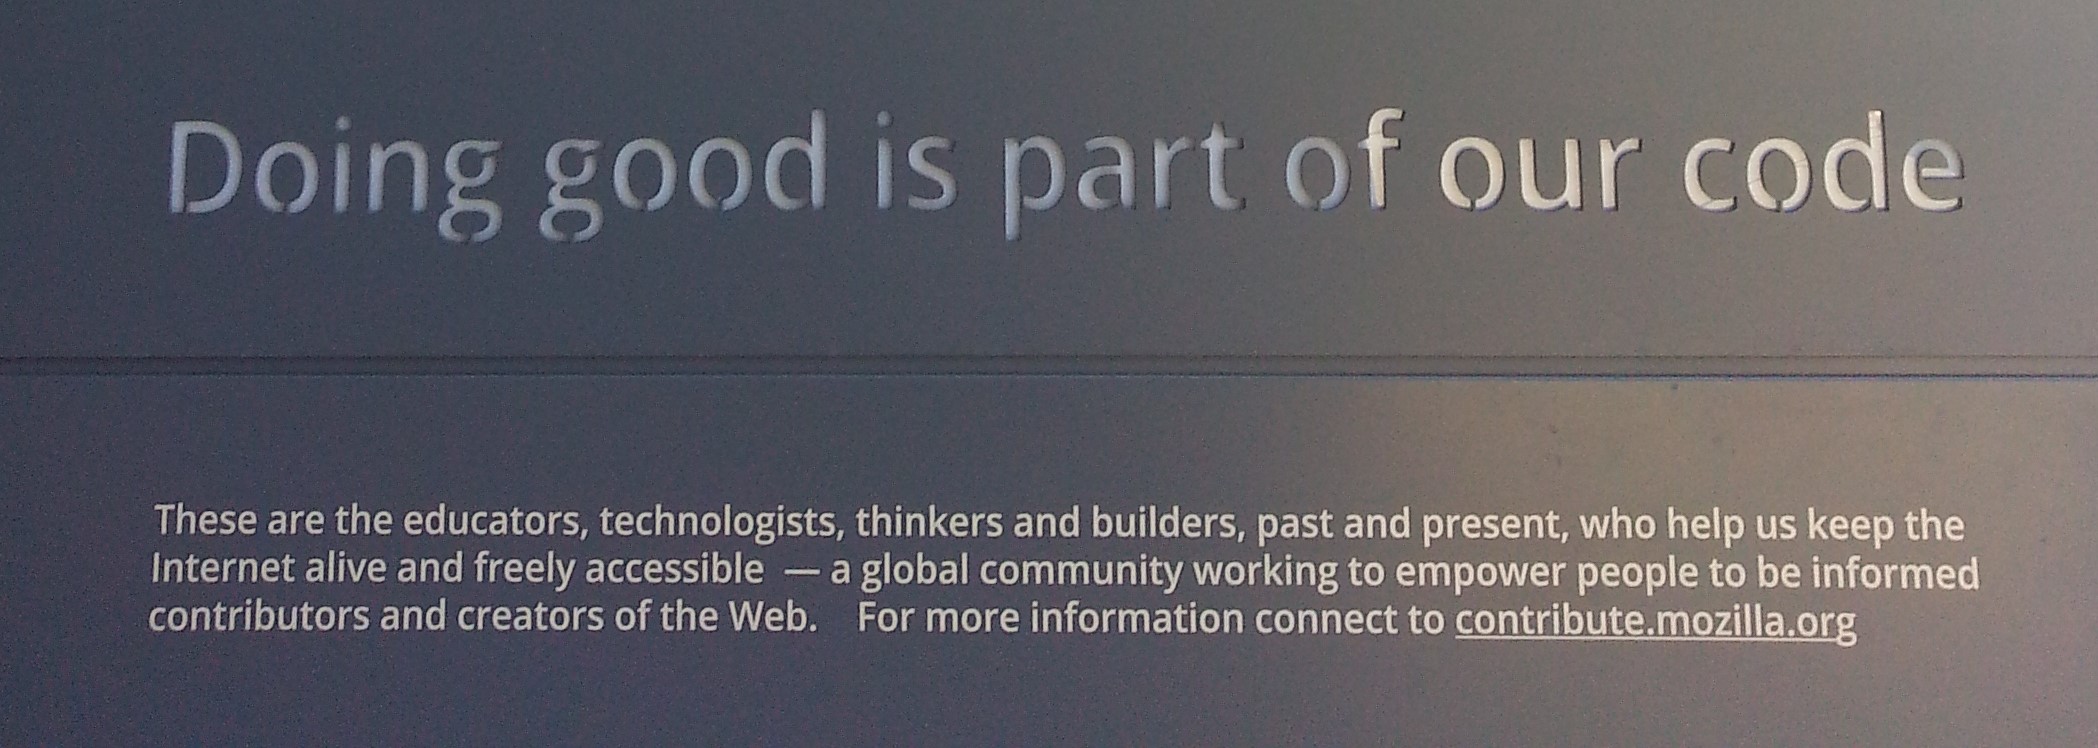 Doing good is part of our code
These are the educators, technologists, thinkers and builders, past and present, who help us keep the
Internet alive and freely accessible — a global community working to empower people to be informed
contributors and creators of the Web. For more information connect to contribute.mozilla.org